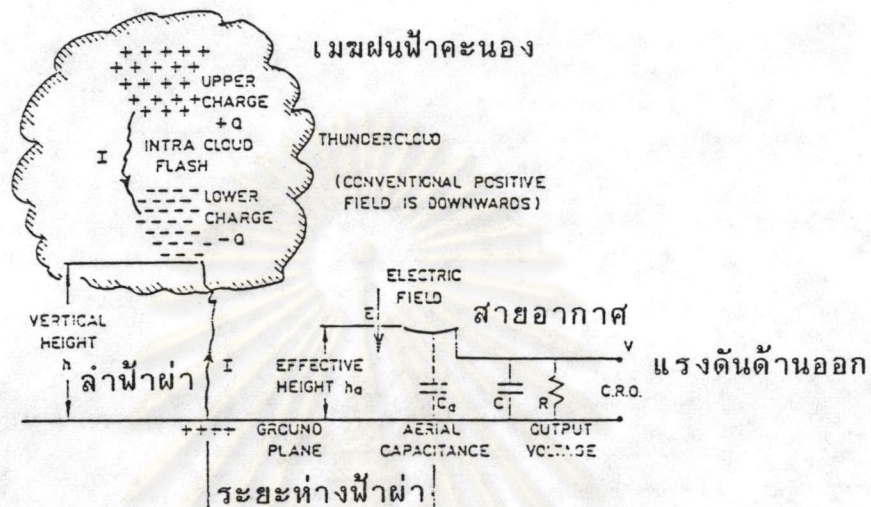 เมฆฝนฟ้าคะนอง
UPPER
CHARGE
+Q
I
INTRA CLOUD
FLASH
THUNDERCLOUD
LOWER
CHARGE
-Q
(CONVENTIONAL POSITIVE
FIELD IS DOWNWARDS)
ELECTRIC
FIELD
E
สายอากาศ
VERTICAL
HEIGHT
h
ลำฟ้าผ่า
I
EFFECTIVE
HEIGHT ha
Ca
C
R
V
C.R.O.
แรงดันด้านออก
++++
GROUND
PLANE
AERIAL
CAPACITANCE
OUTPUT
VOLTAGE
ระยะห่างฟ้าผ่า